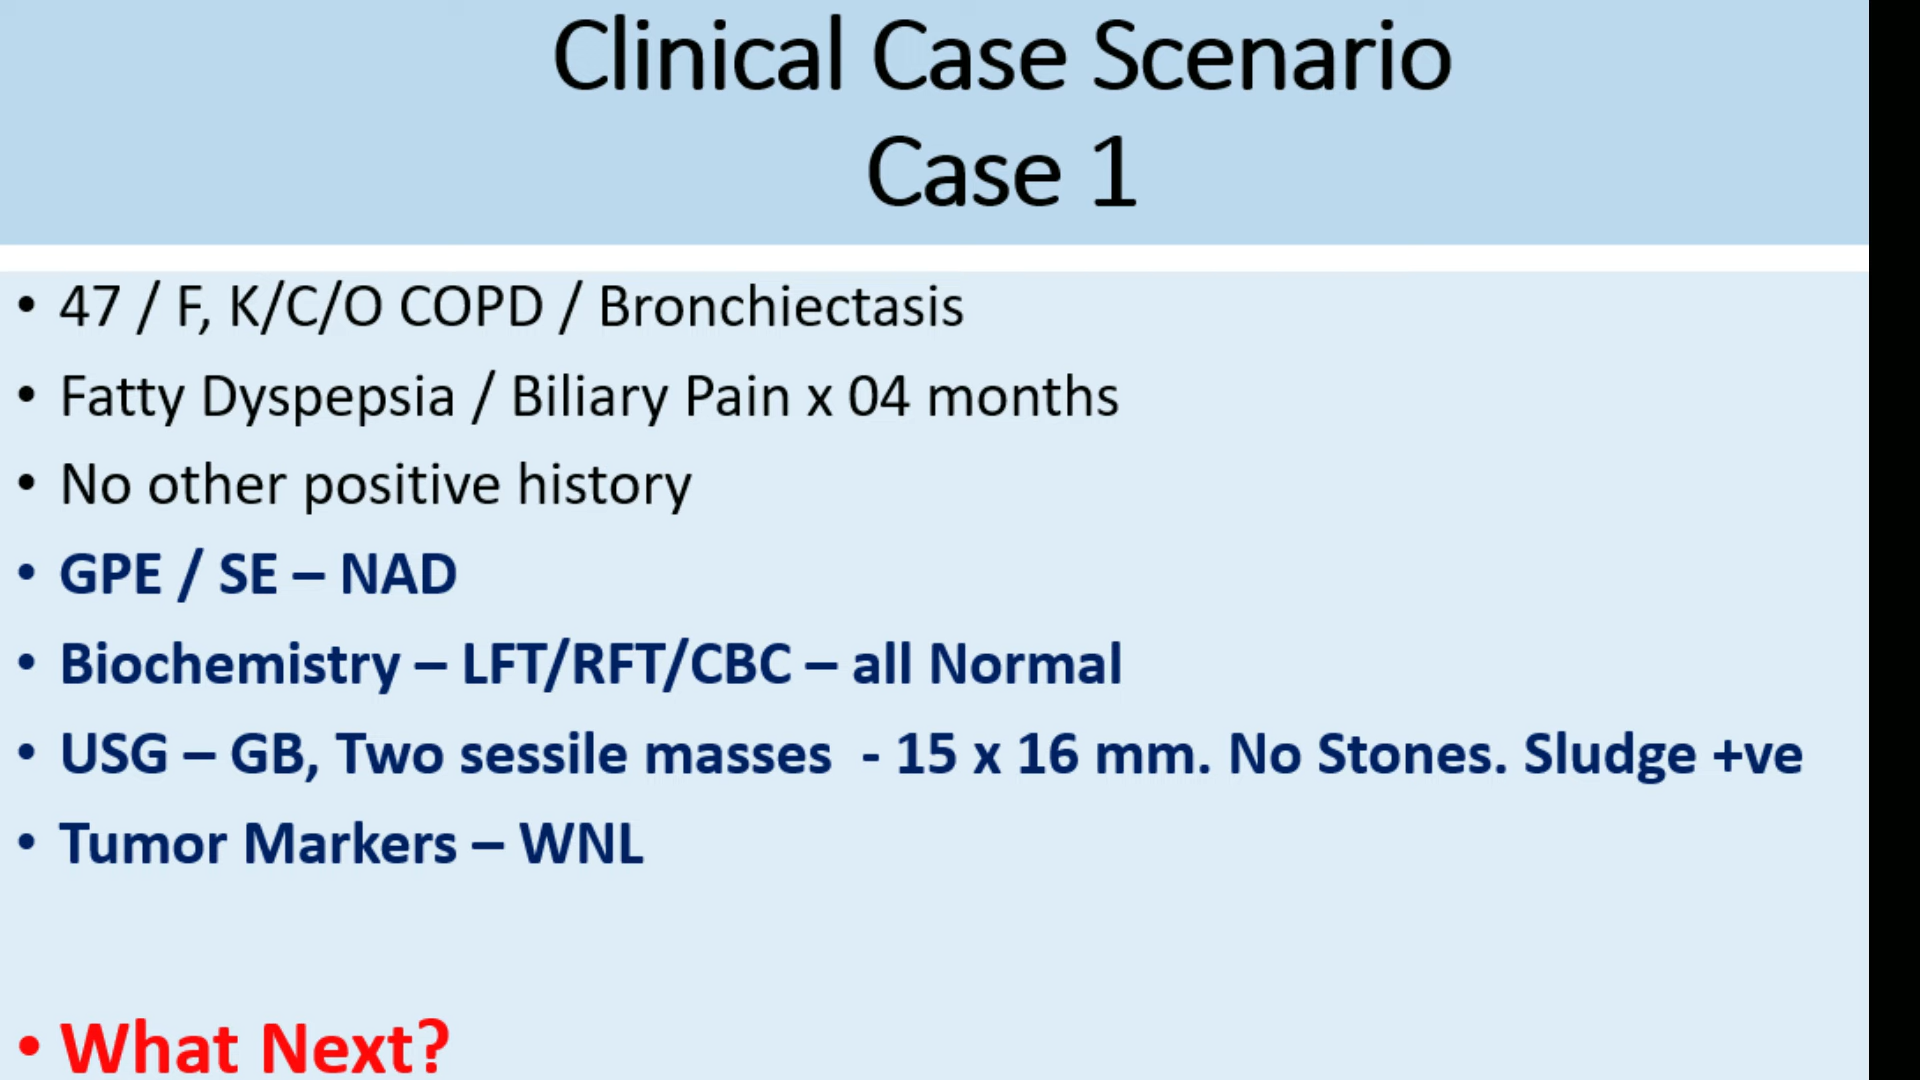 Clinical Case Scenario
Case 1
• 47 / F, K/C/O COPD / Bronchiectasis
• Fatty Dyspepsia / Biliary Pain x 04 months
• No other positive history
• GPE / SE – NAD
• Biochemistry – LFT/RFT/CBC – all Normal
• USG – GB, Two sessile masses - 15 x 16 mm. No Stones. Sludge +ve
• Tumor Markers – WNL
• What Next?